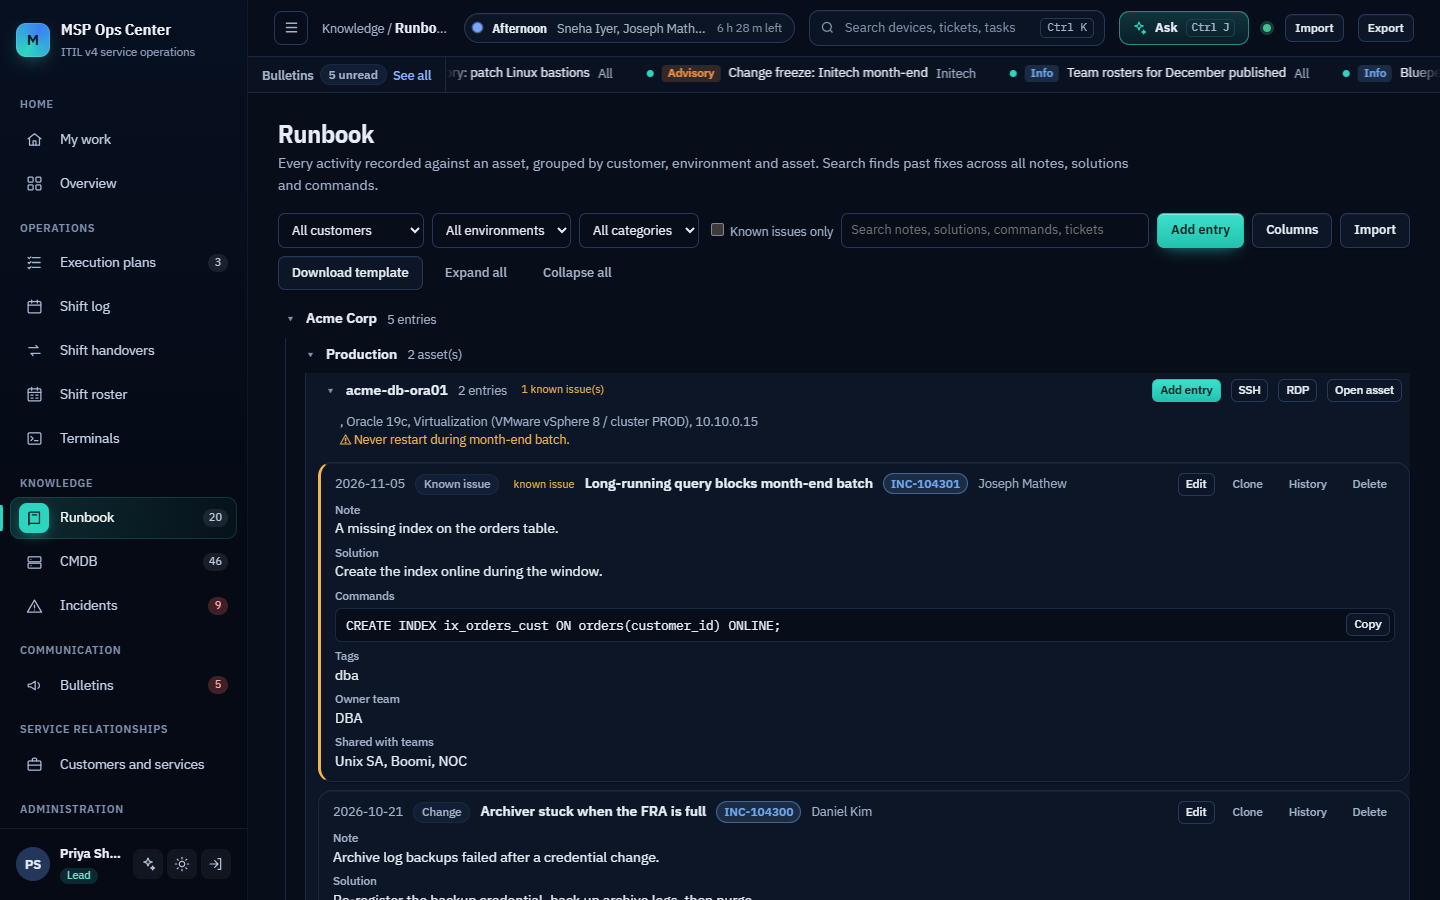 MSP Ops Center
ITIL v4 service operations
HOME
My work
Overview
OPERATIONS
Execution plans 3
Shift log
Shift handovers
Shift roster
Terminals
KNOWLEDGE
Runbook 20
CMDB 46
Incidents 9
COMMUNICATION
Bulletins 5
SERVICE RELATIONSHIPS
Customers and services
ADMINISTRATION
PS Priya Sh...
Lead
Knowledge / Runbo...
Afternoon Sneha Iyer, Joseph Math... 6 h 28 m left
Search devices, tickets, tasks Ctrl K
Ask Ctrl J
Import
Export
Bulletins 5 unread See all
patch Linux bastions All
Advisory Change freeze: Initech month-end Initech
Info Team rosters for December published All
Info
Runbook
Every activity recorded against an asset, grouped by customer, environment and asset. Search finds past fixes across all notes, solutions
and commands.
All customers All environments All categories Known issues only Search notes, solutions, commands, tickets Add entry Columns Import
Download template Expand all Collapse all
Acme Corp 5 entries
Production 2 asset(s)
acme-db-ora01 2 entries 1 known issue(s) Add entry SSH RDP Open asset
, Oracle 19c, Virtualization (VMware vSphere 8 / cluster PROD), 10.10.0.15
⚠ Never restart during month-end batch.
2026-11-05 Known issue known issue Long-running query blocks month-end batch INC-104301 Joseph Mathew Edit Clone History Delete
Note
A missing index on the orders table.
Solution
Create the index online during the window.
Commands
CREATE INDEX ix_orders_cust ON orders(customer_id) ONLINE; Copy
Tags
dba
Owner team
DBA
Shared with teams
Unix SA, Boomi, NOC
2026-10-21 Change Archiver stuck when the FRA is full INC-104300 Daniel Kim Edit Clone History Delete
Note
Archive log backups failed after a credential change.
Solution
Re-register the backup credential, back up archive logs, then purge.